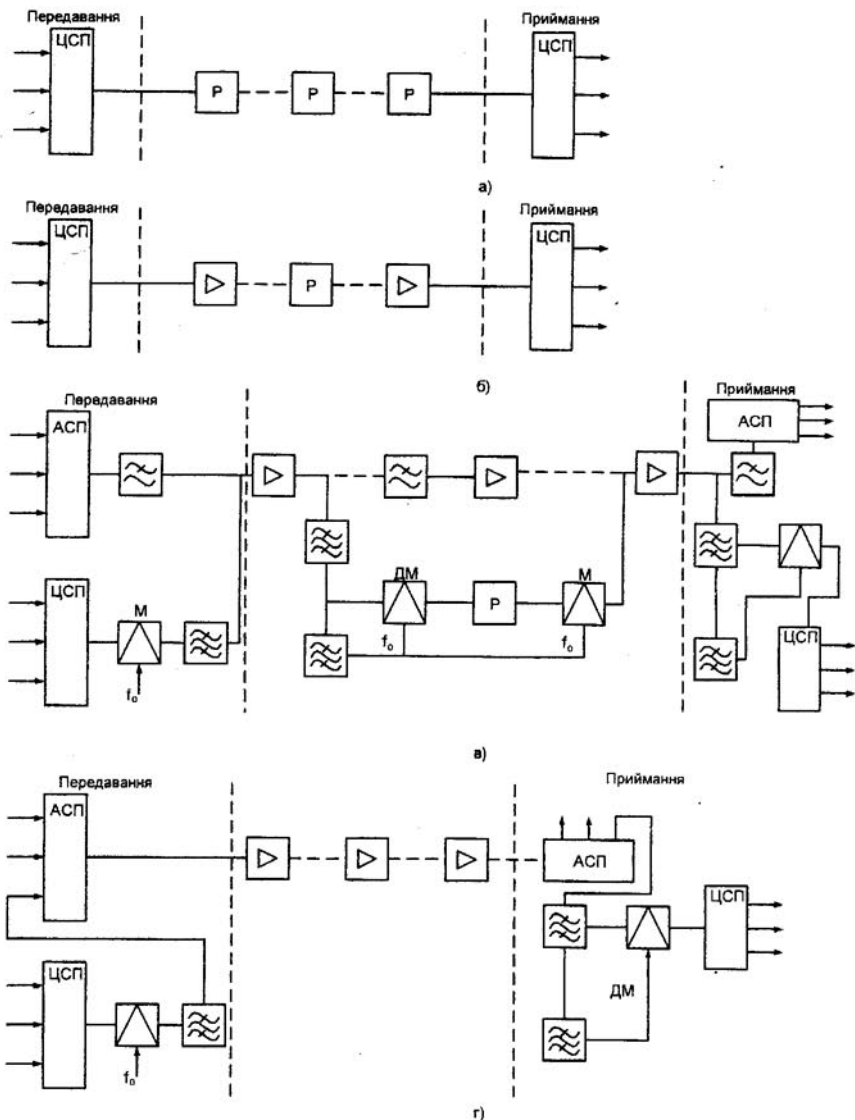 Передавання
Приймання
ЦСП
ЦСП
Р
Р
Р
а)
Передавання
Приймання
ЦСП
ЦСП
Р
б)
Передавання
Приймання
АСП
АСП
ДМ
М
ЦСП
М
Р
ЦСП
f₀
f₀
f₀
в)
Передавання
Приймання
АСП
АСП
ЦСП
ЦСП
ДМ
f₀
г)